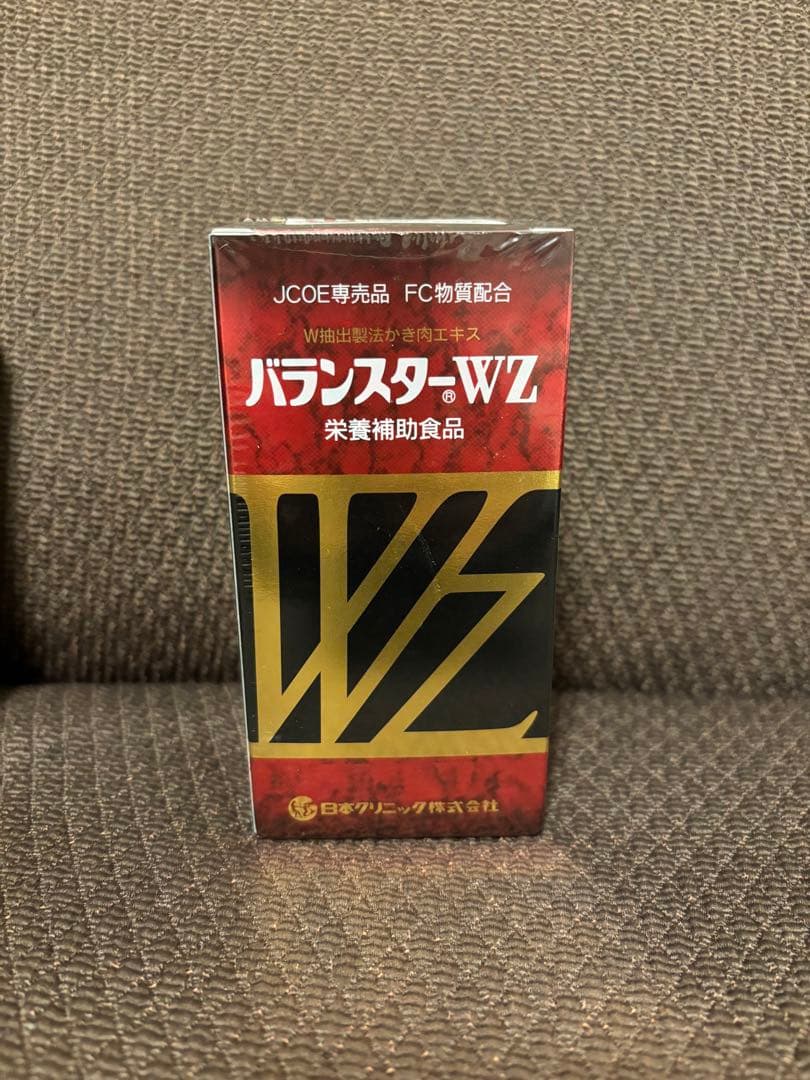 JCOE専売品 FC物質配合
W抽出製法かき肉エキス
バランスターWZ
®
栄養補助食品
WZ
日本クリニック株式会社